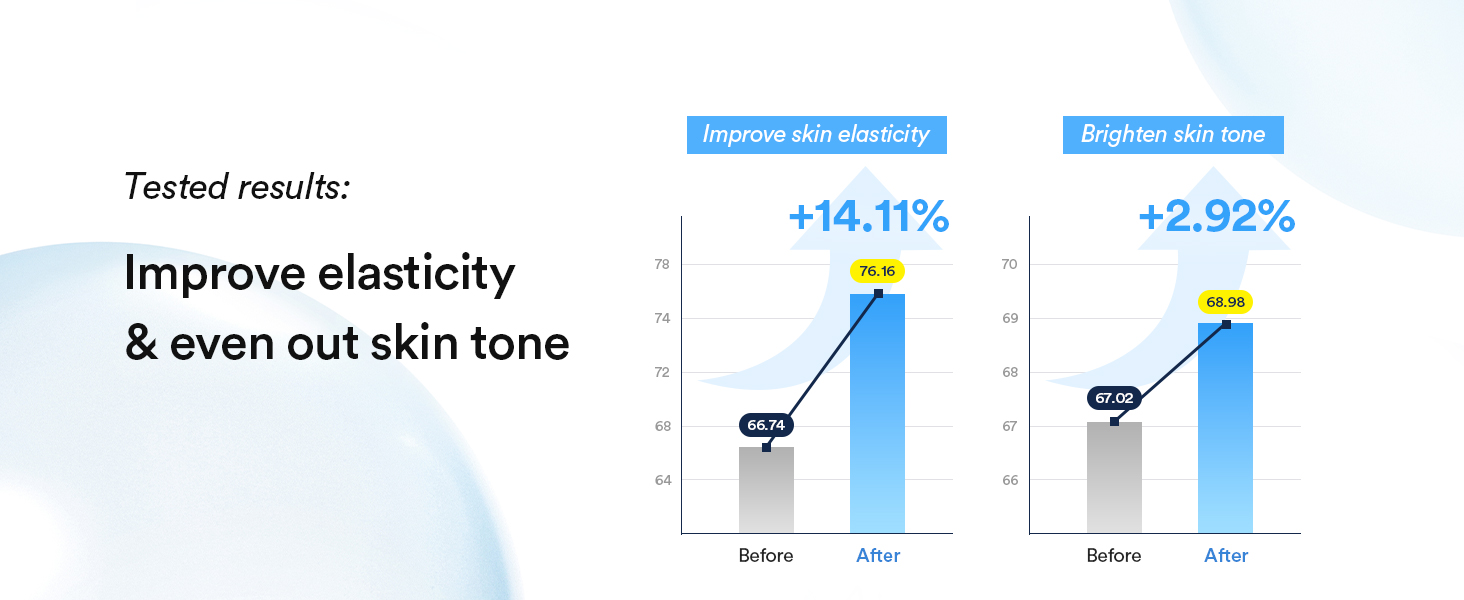 Tested results:
Improve elasticity
& even out skin tone
Improve skin elasticity
+14.11%
78
76.16
74
72
68
66.74
64
Before After
Brighten skin tone
+2.92%
70
69
68.98
68
67.02
67
66
Before After